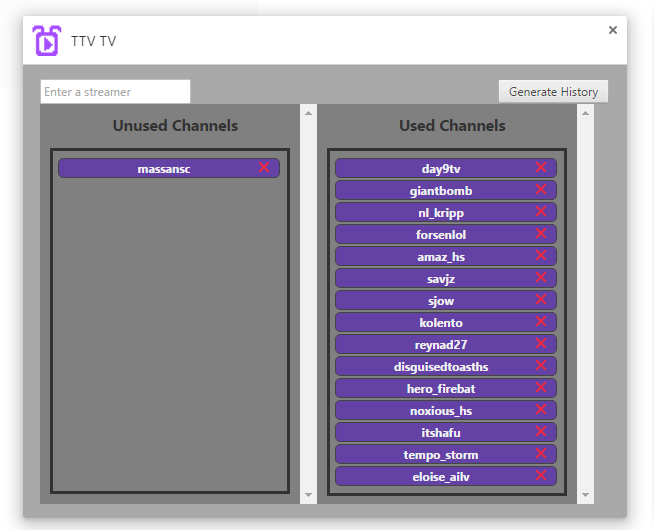 TTV TV
Enter a streamer
Generate History
Unused Channels
massansc
Used Channels
day9tv
giantbomb
nl_kripp
forsenlol
amaz_hs
savjz
sjow
kolento
reynad27
disguisedtoasths
hero_firebat
noxious_hs
itshafu
tempo_storm
eloise_ailv